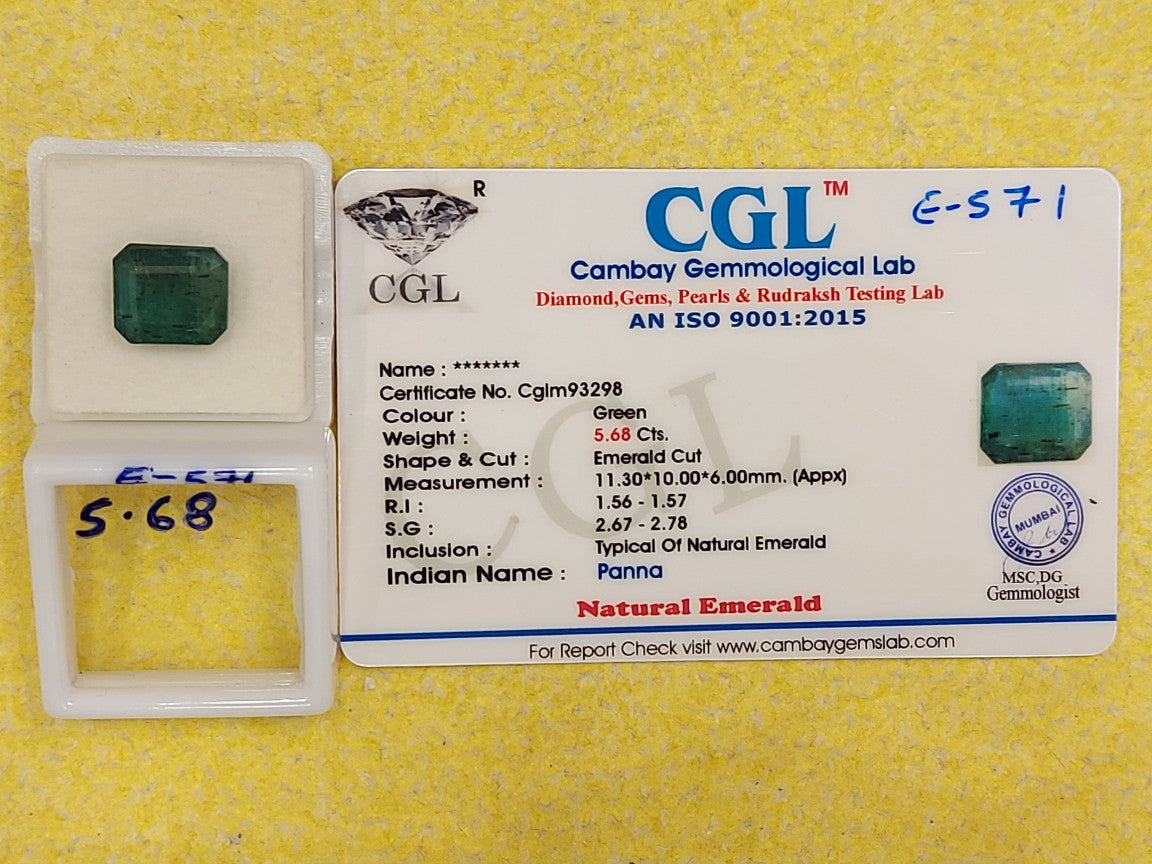 E-571
5.68
R
CGL
CGL™
E-571
Cambay Gemmological Lab
Diamond,Gems, Pearls & Rudraksh Testing Lab
AN ISO 9001:2015
Name : *******
Certificate No. Cglm93298
Colour : Green
Weight : 5.68 Cts.
Shape & Cut : Emerald Cut
Measurement : 11.30*10.00*6.00mm. (Appx)
R.I : 1.56 - 1.57
S.G : 2.67 - 2.78
Inclusion : Typical Of Natural Emerald
Indian Name : Panna
Natural Emerald
CGL
CAMBAY GEMMOLOGICAL LAB
MUMBAI
MSC,DG
Gemmologist
For Report Check visit www.cambaygemslab.com